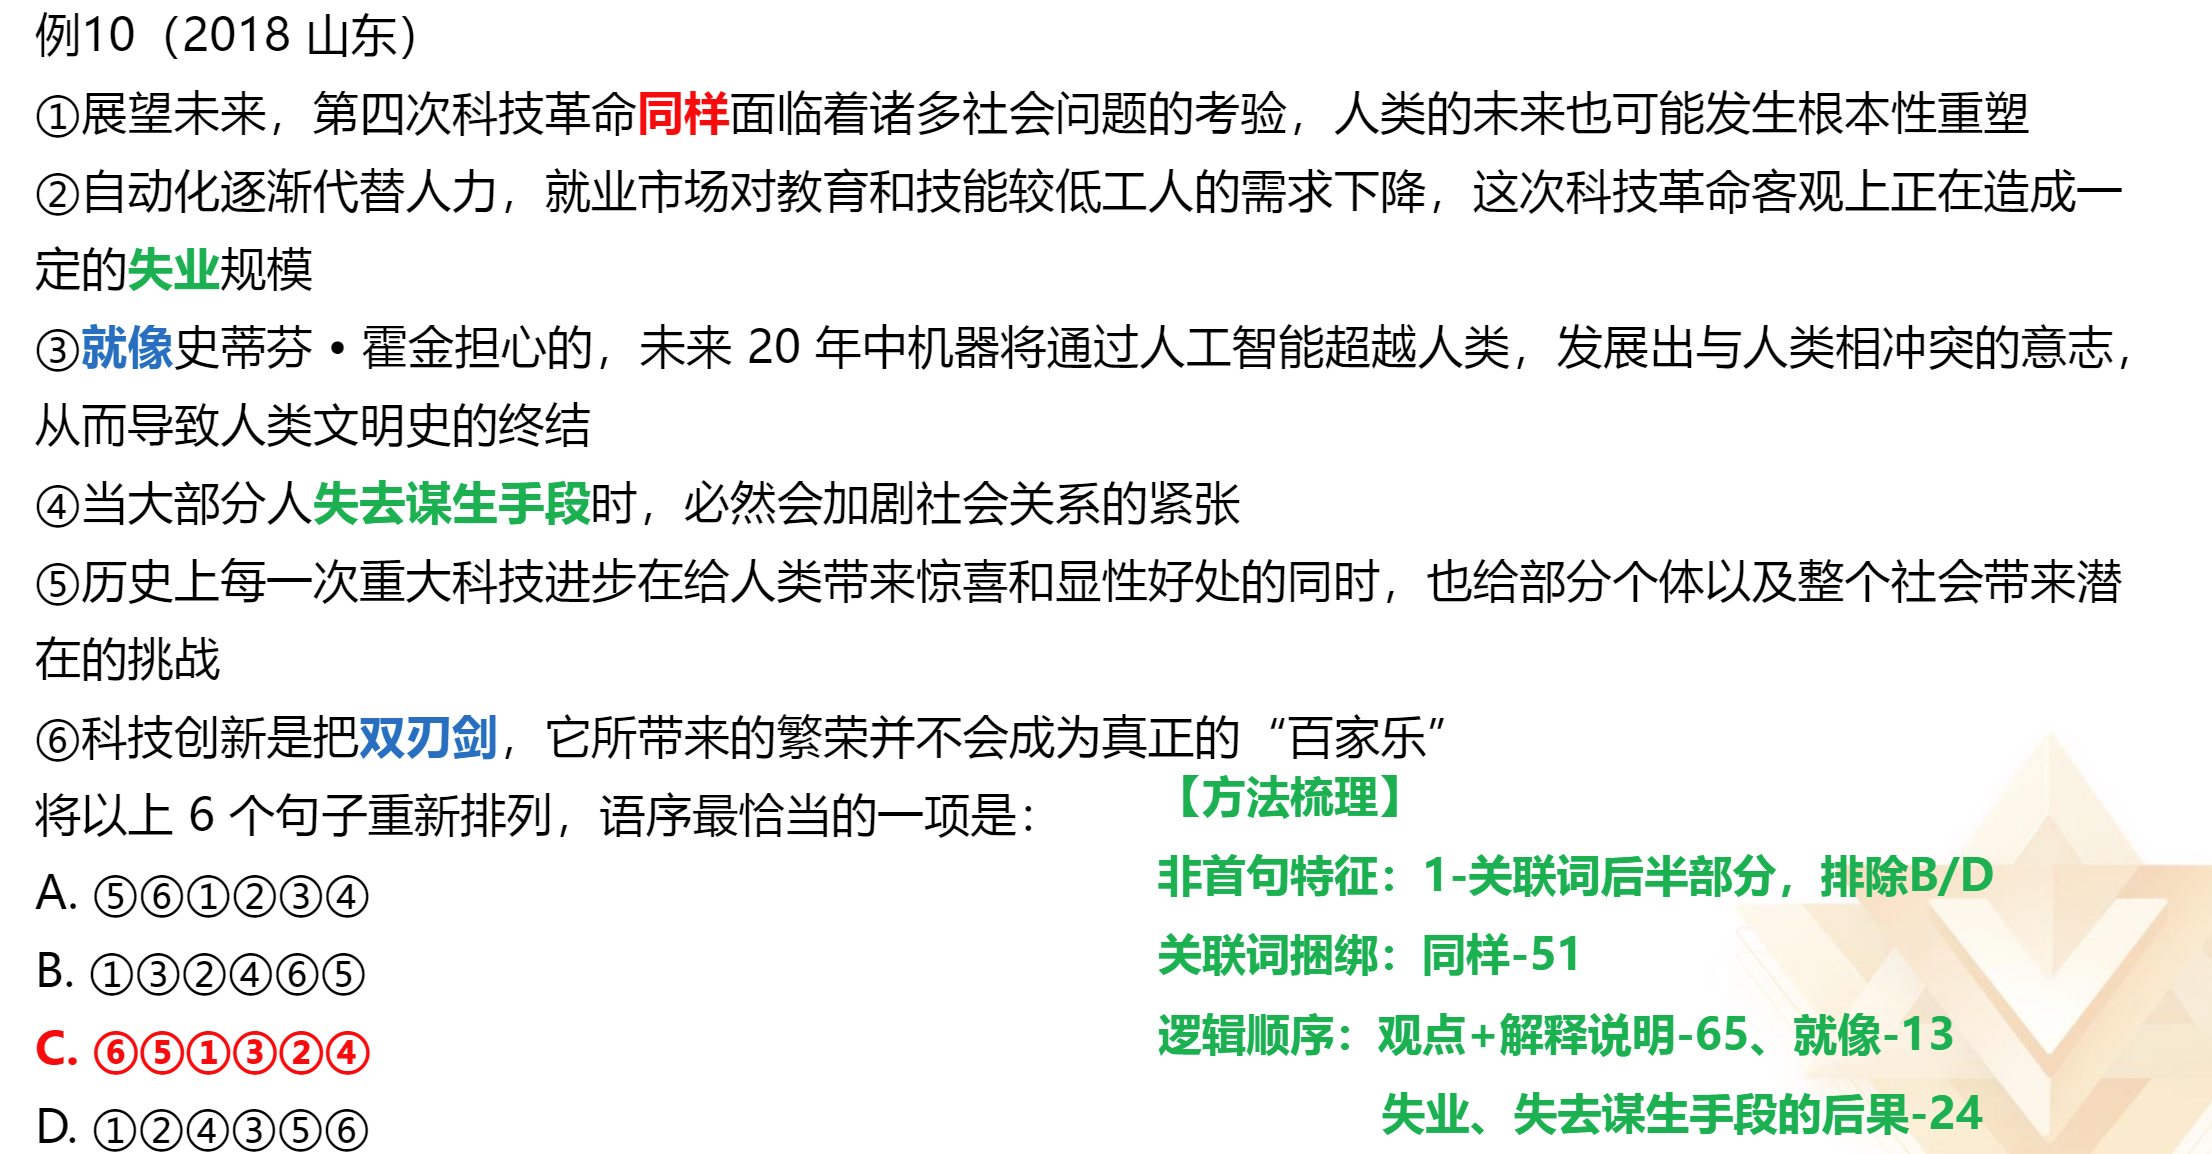 例10（2018 山东）
①展望未来，第四次科技革命同样面临着诸多社会问题的考验，人类的未来也可能发生根本性重塑
②自动化逐渐代替人力，就业市场对教育和技能较低工人的需求下降，这次科技革命客观上正在造成一
定的失业规模
③就像史蒂芬•霍金担心的，未来 20 年中机器将通过人工智能超越人类，发展出与人类相冲突的意志，
从而导致人类文明史的终结
④当大部分人失去谋生手段时，必然会加剧社会关系的紧张
⑤历史上每一次重大科技进步在给人类带来惊喜和显性好处的同时，也给部分个体以及整个社会带来潜
在的挑战
⑥科技创新是把双刃剑，它所带来的繁荣并不会成为真正的“百家乐”
将以上 6 个句子重新排列，语序最恰当的一项是：
A. ⑤⑥①②③④
B. ①③②④⑥⑤
C. ⑥⑤①③②④
D. ①②④③⑤⑥
【方法梳理】
非首句特征：1-关联词后半部分，排除B/D
关联词捆绑：同样-51
逻辑顺序：观点+解释说明-65、就像-13
失业、失去谋生手段的后果-24